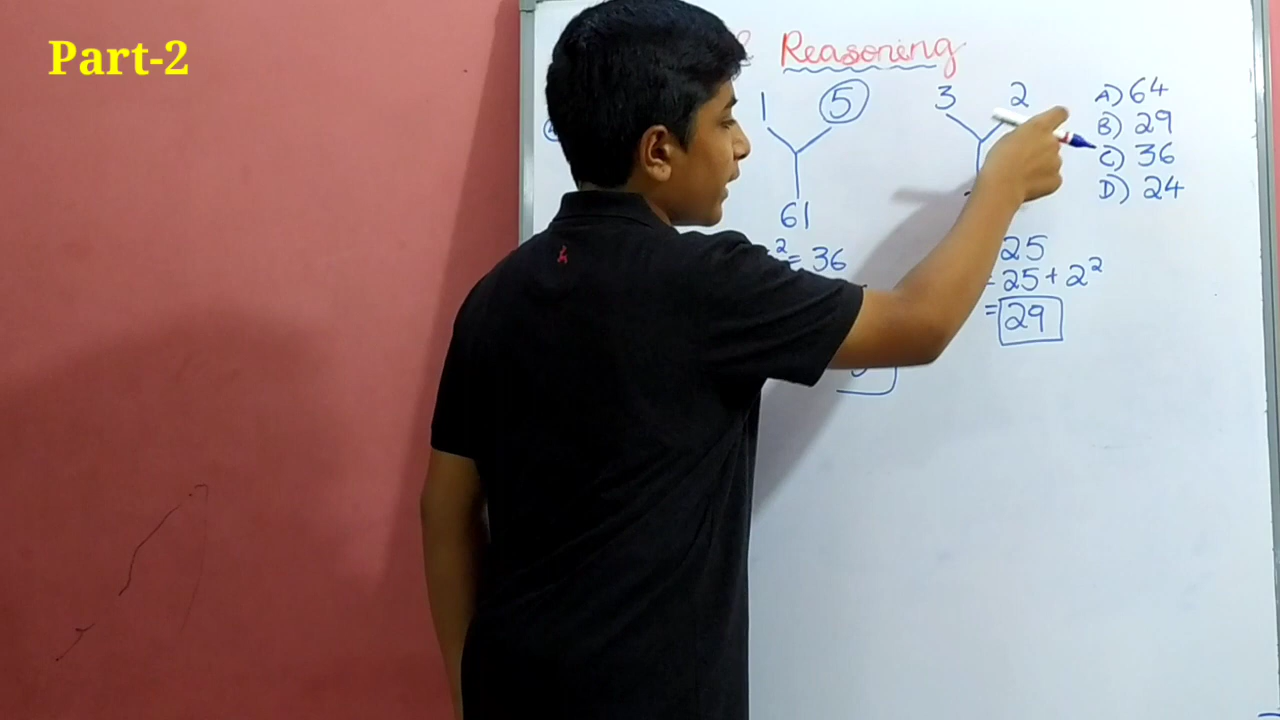 Part-2
Reasoning
1 5
61
3 2
A) 64
B) 29
C) 36
D) 24
2 = 36
25
= 25 + 2²
= 29